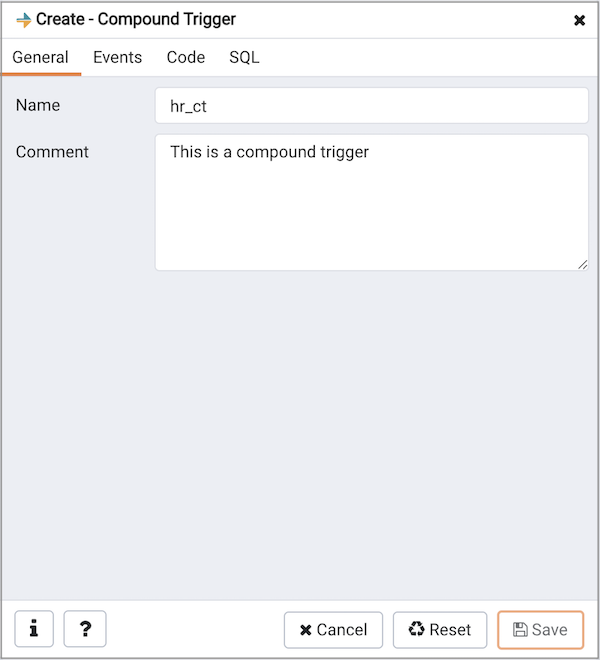 Create - Compound Trigger
General Events Code SQL
Name hr_ct
Comment This is a compound trigger
i ? Cancel Reset Save